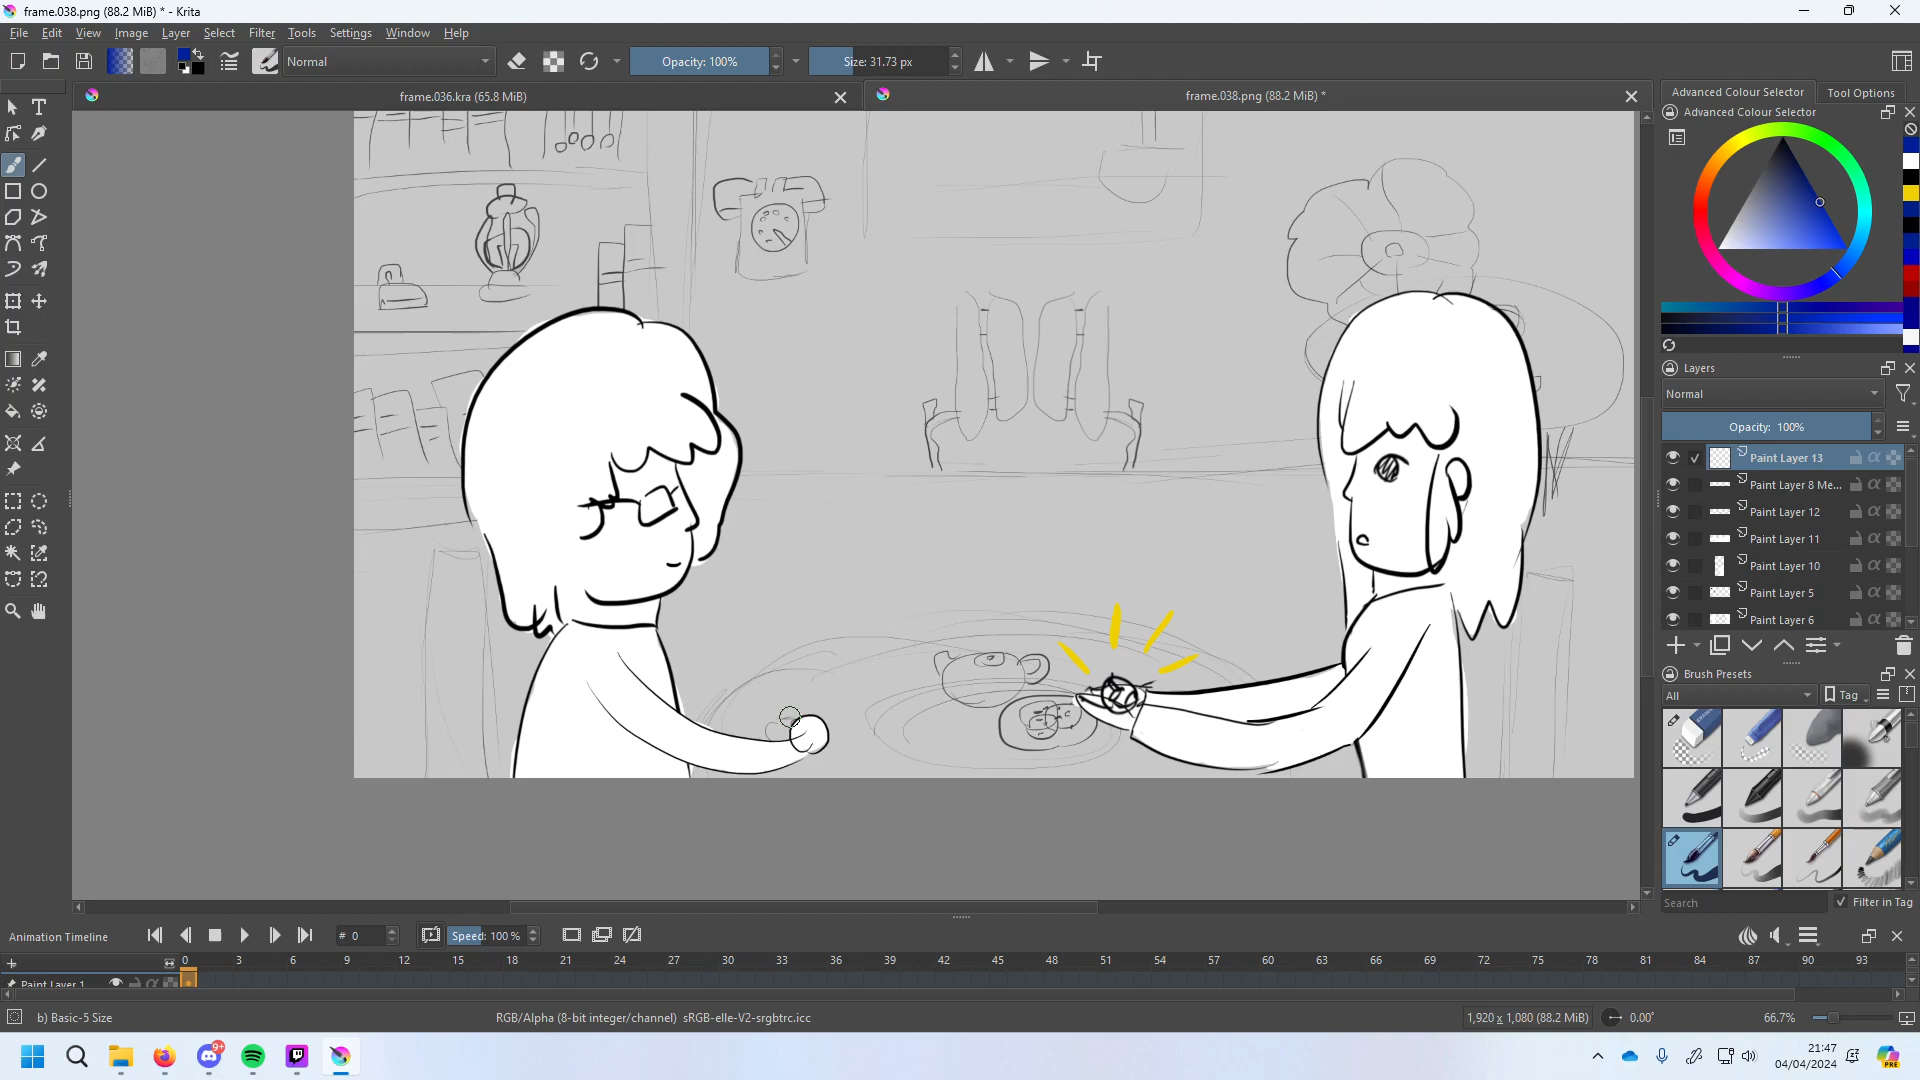 frame.038.png (88.2 MiB) * - Krita
File Edit View Image Layer Select Filter Tools Settings Window Help
Normal
Opacity: 100%
Size: 31.73 px
frame.036.kra (65.8 MiB)
frame.038.png (88.2 MiB) *
Advanced Colour Selector
Tool Options
Advanced Colour Selector
Layers
Normal
Opacity: 100%
Paint Layer 13
Paint Layer 8 Me...
Paint Layer 12
Paint Layer 11
Paint Layer 10
Paint Layer 5
Paint Layer 6
Brush Presets
All
Tag
Search
Filter in Tag
Animation Timeline
# 0
Speed: 100 %
0 3 6 9 12 15 18 21 24 27 30 33 36 39 42 45 48 51 54 57 60 63 66 69 72 75 78 81 84 87 90 93
Paint Layer 1
b) Basic-5 Size
RGB/Alpha (8-bit integer/channel) sRGB-elle-V2-srgbtrc.icc
1,920 x 1,080 (88.2 MiB)
0.00°
66.7%
9+
21:47
04/04/2024
PRE